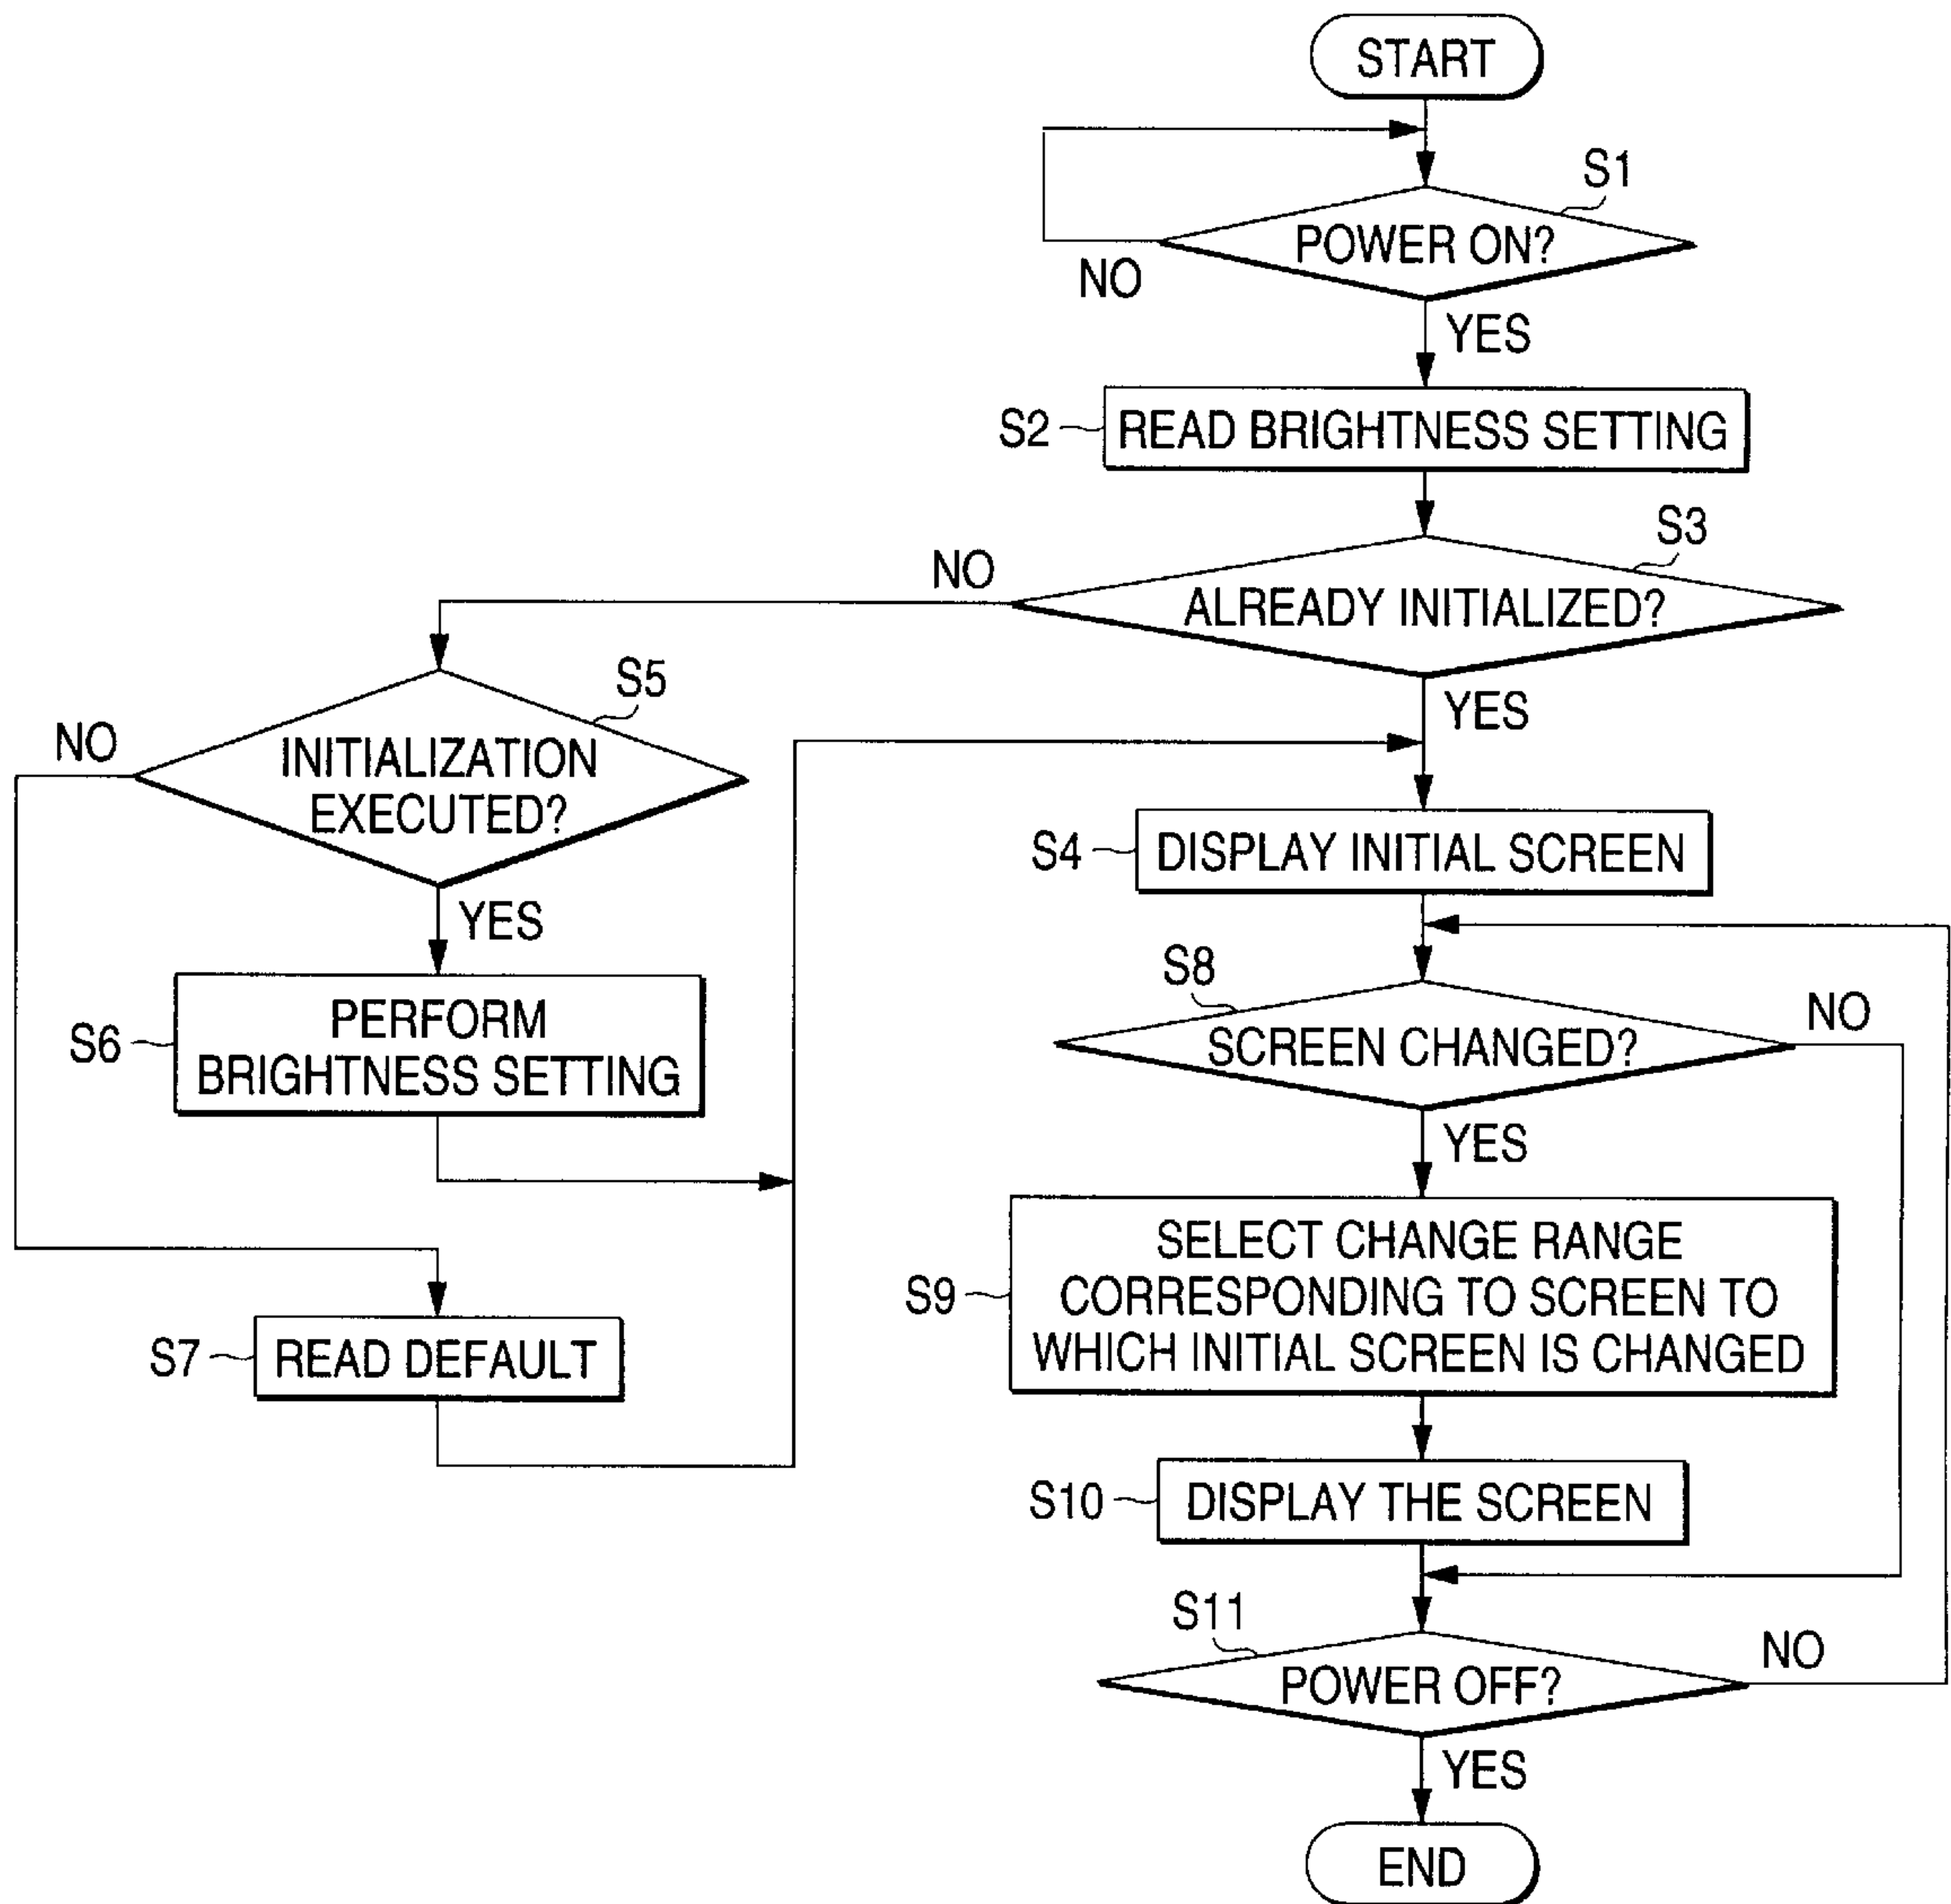 START
S1
POWER ON?
NO
YES
S2
READ BRIGHTNESS SETTING
S3
NO
ALREADY INITIALIZED?
YES
S5
NO
INITIALIZATION
EXECUTED?
YES
S4
DISPLAY INITIAL SCREEN
S6
PERFORM
BRIGHTNESS SETTING
S8
NO
SCREEN CHANGED?
YES
S7
READ DEFAULT
S9
SELECT CHANGE RANGE
CORRESPONDING TO SCREEN TO
WHICH INITIAL SCREEN IS CHANGED
S10
DISPLAY THE SCREEN
S11
NO
POWER OFF?
YES
END